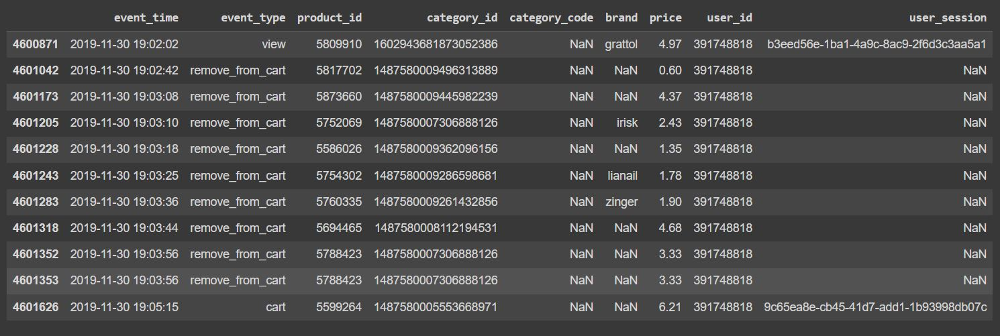 event_time event_type product_id category_id category_code brand price user_id user_session
4600871 2019-11-30 19:02:02 view 5809910 1602943681873052386 NaN grattol 4.97 391748818 b3eed56e-1ba1-4a9c-8ac9-2f6d3c3aa5a1
4601042 2019-11-30 19:02:42 remove_from_cart 5817702 1487580009496313889 NaN NaN 0.60 391748818 NaN
4601173 2019-11-30 19:03:08 remove_from_cart 5873660 1487580009445982239 NaN NaN 4.37 391748818 NaN
4601205 2019-11-30 19:03:10 remove_from_cart 5752069 1487580007306888126 NaN irisk 2.43 391748818 NaN
4601228 2019-11-30 19:03:18 remove_from_cart 5586026 1487580009362096156 NaN NaN 1.35 391748818 NaN
4601243 2019-11-30 19:03:25 remove_from_cart 5754302 1487580009286598681 NaN lianail 1.78 391748818 NaN
4601283 2019-11-30 19:03:36 remove_from_cart 5760335 1487580009261432856 NaN zinger 1.90 391748818 NaN
4601318 2019-11-30 19:03:44 remove_from_cart 5694465 1487580008112194531 NaN NaN 4.68 391748818 NaN
4601352 2019-11-30 19:03:56 remove_from_cart 5788423 1487580007306888126 NaN NaN 3.33 391748818 NaN
4601353 2019-11-30 19:03:56 remove_from_cart 5788423 1487580007306888126 NaN NaN 3.33 391748818 NaN
4601626 2019-11-30 19:05:15 cart 5599264 1487580005553668971 NaN NaN 6.21 391748818 9c65ea8e-cb45-41d7-add1-1b93998db07c